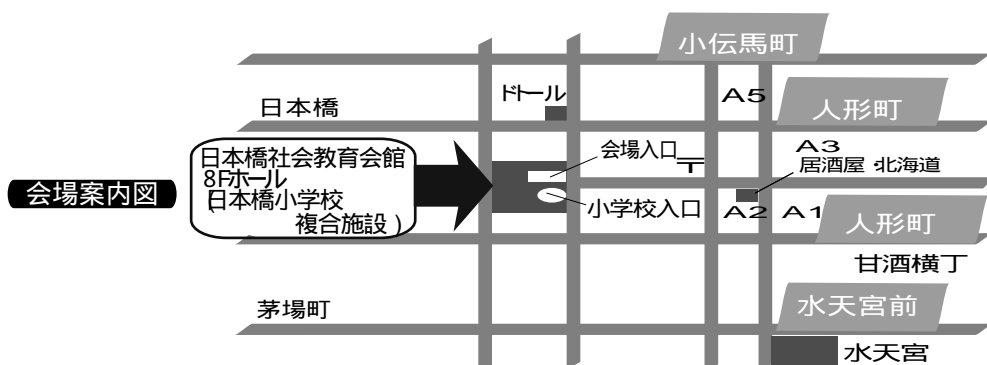 小伝馬町
ドトール
A5
人形町
日本橋
日本橋社会教育会館
8Fホール
(日本橋小学校
複合施設)
会場案内図
会場入口
〒
A3
居酒屋 北海道
小学校入口
A2
A1
人形町
甘酒横丁
茅場町
水天宮前
水天宮